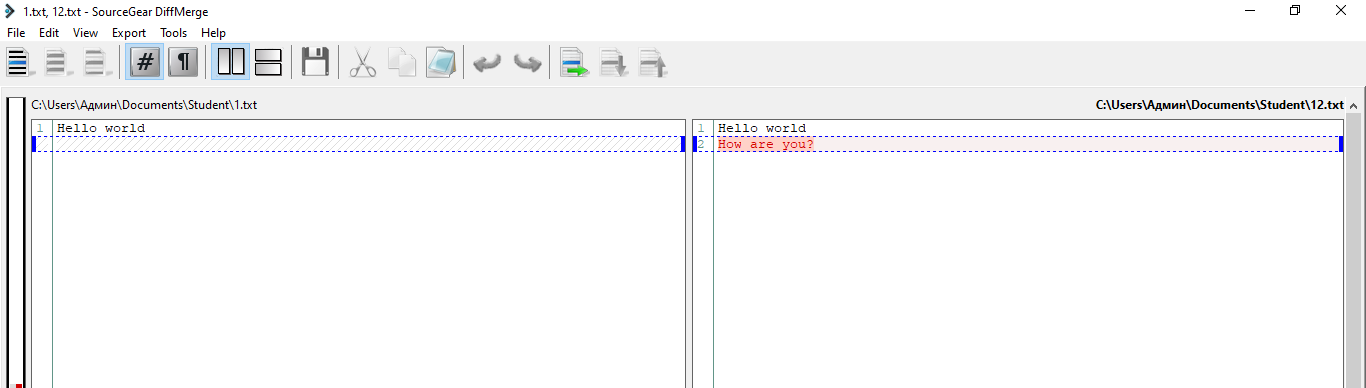 1.txt, 12.txt - SourceGear DiffMerge
File Edit View Export Tools Help
# ¶
C:\Users\Админ\Documents\Student\1.txt
C:\Users\Админ\Documents\Student\12.txt
1 Hello world
1 Hello world
2 How are you?